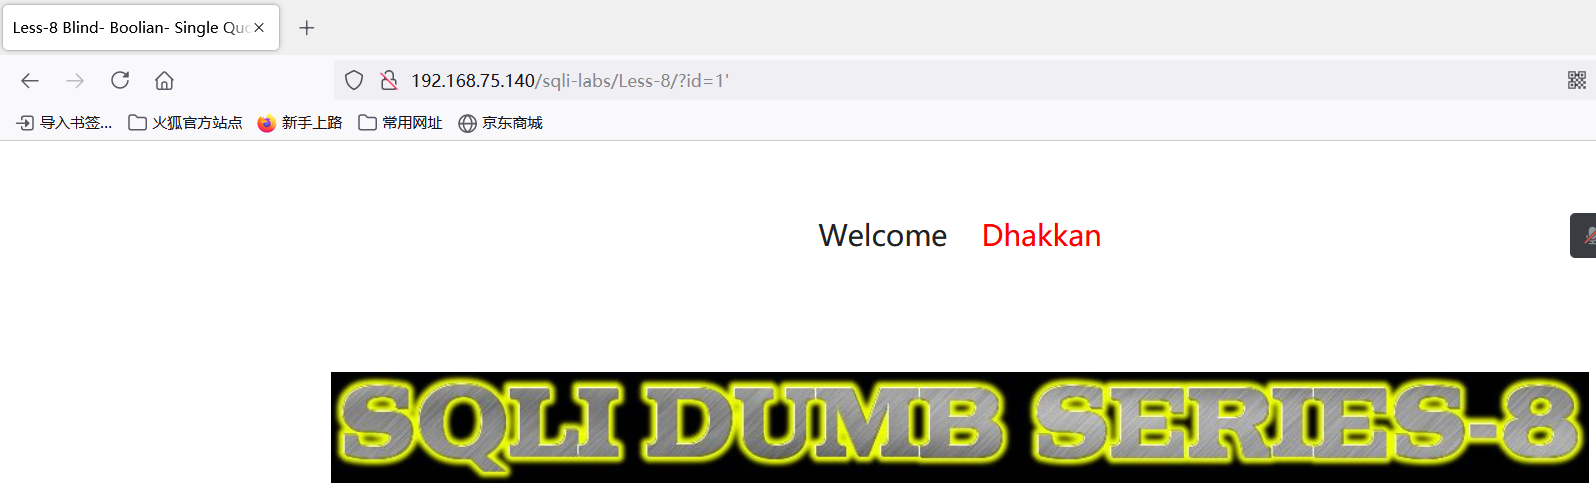 Less-8 Blind- Boolian- Single Quo
192.168.75.140/sqli-labs/Less-8/?id=1'
导入书签... 火狐官方站点 新手上路 常用网址 京东商城
Welcome Dhakkan
SQLI DUMB SERIES-8